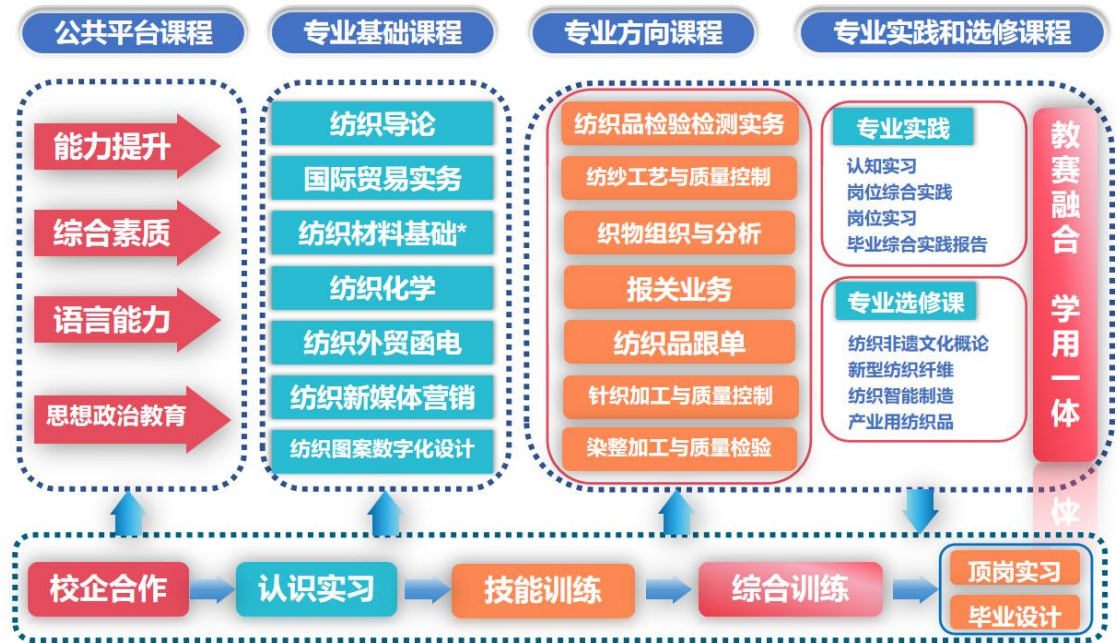 公共平台课程
专业基础课程
专业方向课程
专业实践和选修课程
能力提升
综合素质
语言能力
思想政治教育
纺织导论
国际贸易实务
纺织材料基础*
纺织化学
纺织外贸函电
纺织新媒体营销
纺织图案数字化设计
纺织品检验检测实务
纺纱工艺与质量控制
织物组织与分析
报关业务
纺织品跟单
针织加工与质量控制
染整加工与质量检验
专业实践
认知实习
岗位综合实践
岗位实习
毕业综合实践报告
专业选修课
纺织非遗文化概论
新型纺织纤维
纺织智能制造
产业用纺织品
教赛融合 学用一体
校企合作
认识实习
技能训练
综合训练
顶岗实习
毕业设计